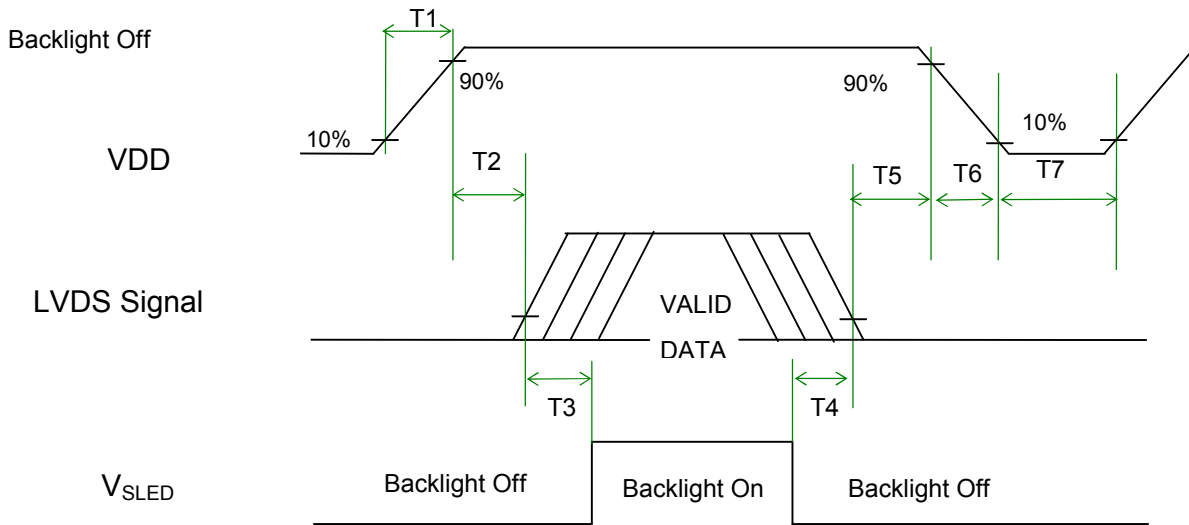 T1
Backlight Off
90%
90%
10%
10%
VDD
T2
T5
T6
T7
LVDS Signal
VALID
DATA
T3
T4
VSLED
Backlight Off
Backlight On
Backlight Off